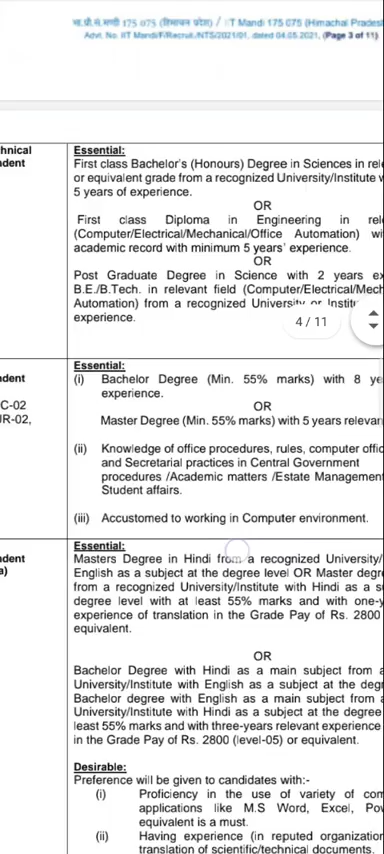 भा.प्रौ.सं.मण्डी 175 075 (हिमाचल प्रदेश) / IIT Mandi 175 075 (Himachal Prades
Advt. No. IIT Mandi/F/Recruit./NTS/2021/01, dated 04.05.2021, (Page 3 of 11)
hnical
ndent
Essential:
First class Bachelor's (Honours) Degree in Sciences in rel
or equivalent grade from a recognized University/Institute w
5 years of experience.
OR
First class Diploma in Engineering in rel
(Computer/Electrical/Mechanical/Office Automation) wi
academic record with minimum 5 years' experience.
OR
Post Graduate Degree in Science with 2 years ex
B.E./B.Tech. in relevant field (Computer/Electrical/Mech
Automation) from a recognized University or Institu
experience.
4 / 11
ndent
C-02
UR-02,
Essential:
(i) Bachelor Degree (Min. 55% marks) with 8 ye
experience.
OR
Master Degree (Min. 55% marks) with 5 years relevan
(ii) Knowledge of office procedures, rules, computer offic
and Secretarial practices in Central Government
procedures /Academic matters /Estate Management
Student affairs.
(iii) Accustomed to working in Computer environment.
ndent
a)
Essential:
Masters Degree in Hindi from a recognized University/
English as a subject at the degree level OR Master degre
from a recognized University/Institute with Hindi as a su
degree level with at least 55% marks and with one-y
experience of translation in the Grade Pay of Rs. 2800
equivalent.
OR
Bachelor Degree with Hindi as a main subject from a
University/Institute with English as a subject at the degr
Bachelor degree with English as a main subject from a
University/Institute with Hindi as a subject at the degree
least 55% marks and with three-years relevant experience
in the Grade Pay of Rs. 2800 (level-05) or equivalent.
Desirable:
Preference will be given to candidates with:-
(i) Proficiency in the use of variety of com
applications like M.S Word, Excel, Pow
equivalent is a must.
(ii) Having experience (in reputed organization
translation of scientific/technical documents.